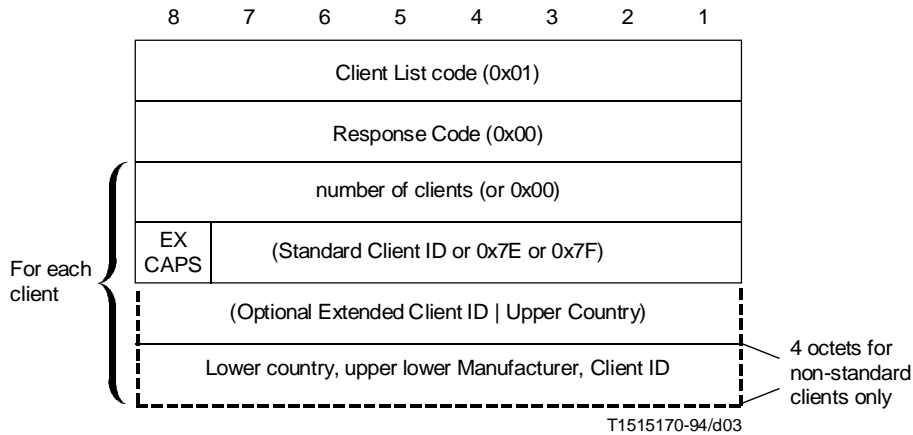 8 7 6 5 4 3 2 1
Client List code (0x01)
Response Code (0x00)
number of clients (or 0x00)
EX
CAPS
(Standard Client ID or 0x7E or 0x7F)
For each
client
(Optional Extended Client ID | Upper Country)
Lower country, upper lower Manufacturer, Client ID
4 octets for
non-standard
clients only
T1515170-94/d03